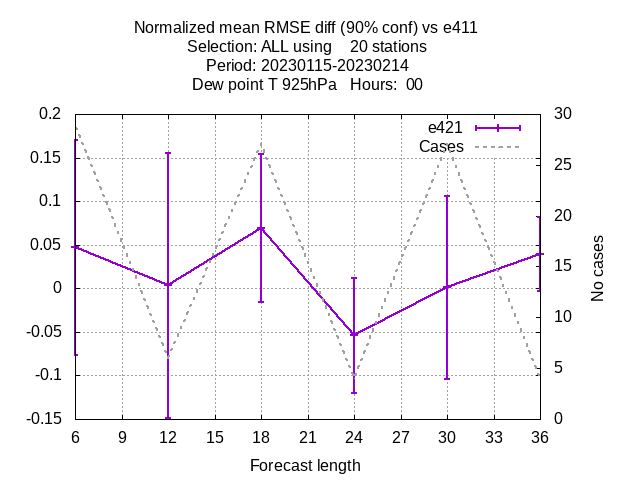 Normalized mean RMSE diff (90% conf) vs e411
Selection: ALL using    20 stations
Period: 20230115-20230214
Dew point T 925hPa   Hours:  00
0.2
0.15
0.1
0.05
0
-0.05
-0.1
-0.15
30
25
20
15
10
5
0
e421
Cases
No cases
6 9 12 15 18 21 24 27 30 33 36
Forecast length